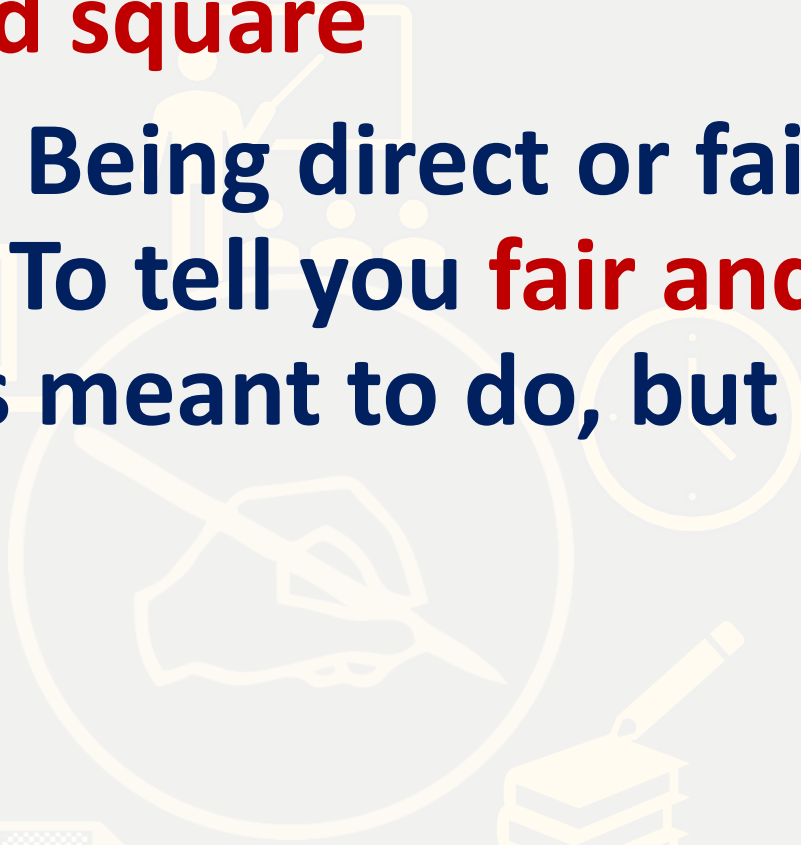 d square
Being direct or fai
To tell you fair and
s meant to do, but